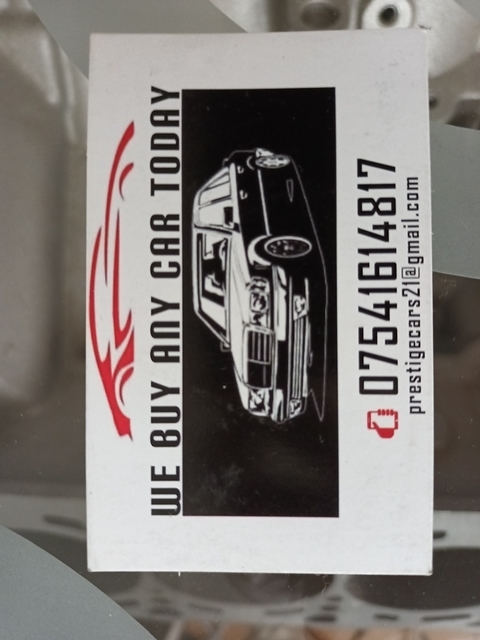 WE BUY ANY CAR TODAY
07541614817
prestigecars21@gmail.com